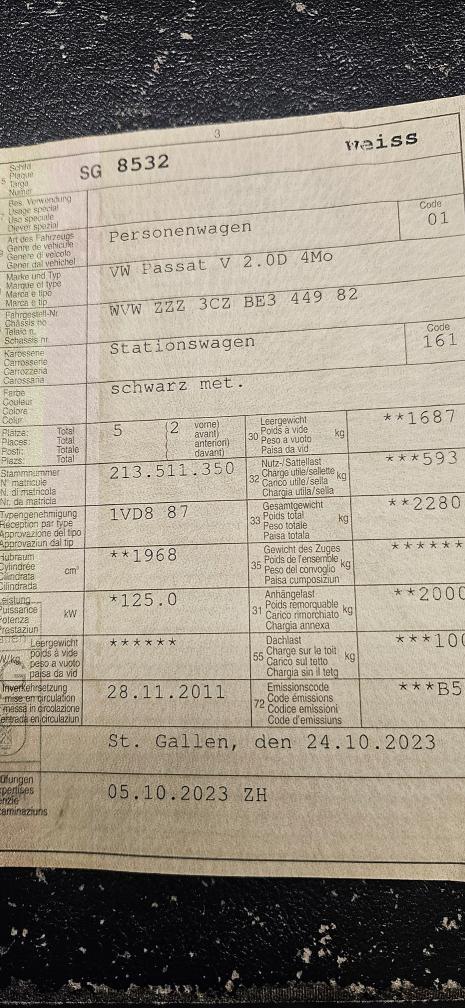 3
Schild
Plaque
Targa
Numer
SG 8532
weiss
Bes. Verwendung
Usage spécial
Uso speciale
Diever spezial
Art des Fahrzeugs
Genre de véhicule
Genere di veicolo
Gener dal vehichel
Personenwagen
Code
01
Marke und Typ
Marque et type
Marca e tipo
Marca e tip
VW Passat V 2.0D 4Mo
Fahrgestell-Nr
Châssis no
Telaio n.
Schassis nr.
WVW ZZZ 3CZ BE3 449 82
Karosserie
Carrosserie
Carrozzeria
Carossaria
Stationswagen
Code
161
Farbe
Couleur
Colore
Colur
schwarz met.
Plätze: Total
Places: Total
Posti: Totale
Plazs: Total
5 (2 vorne)
avant)
anteriori)
davant)
30 Leergewicht
Poids à vide
Peso a vuoto
Paisa da vid
kg
**1687
Stammnummer
N° matricule
N. di matricola
Nr. da matricla
213.511.350
32 Nutz-/Sattellast
Charge utile/sellette
Carico utile/sella
Chargia utila/sella
kg
***593
Typengenehmigung
Réception par type
Approvazione del tipo
Approvaziun dal tip
1VD8 87
33 Gesamtgewicht
Poids total
Peso totale
Paisa totala
kg
**2280
Hubraum
Cylindrée
Cilindrata
Cilindrada
cm³
**1968
35 Gewicht des Zuges
Poids de l'ensemble
Peso del convoglio
Paisa cumposiziun
kg
******
Leistung
Puissance
Potenza
Prestaziun
kW
*125.0
31 Anhängelast
Poids remorquable
Carico rimorchiato
Chargia annexa
kg
**2000
Leergewicht
poids à vide
peso a vuoto
paisa da vid
******
55 Dachlast
Charge sur le toit
Carico sul tetto
Chargia sin il tetg
kg
***100
Inverkehrsetzung
mise en circulation
messa in circolazione
entrada en circulaziun
28.11.2011
72 Emissionscode
Code émissions
Codice emissioni
Code d'emissiuns
***B5
St. Gallen, den 24.10.2023
05.10.2023 ZH